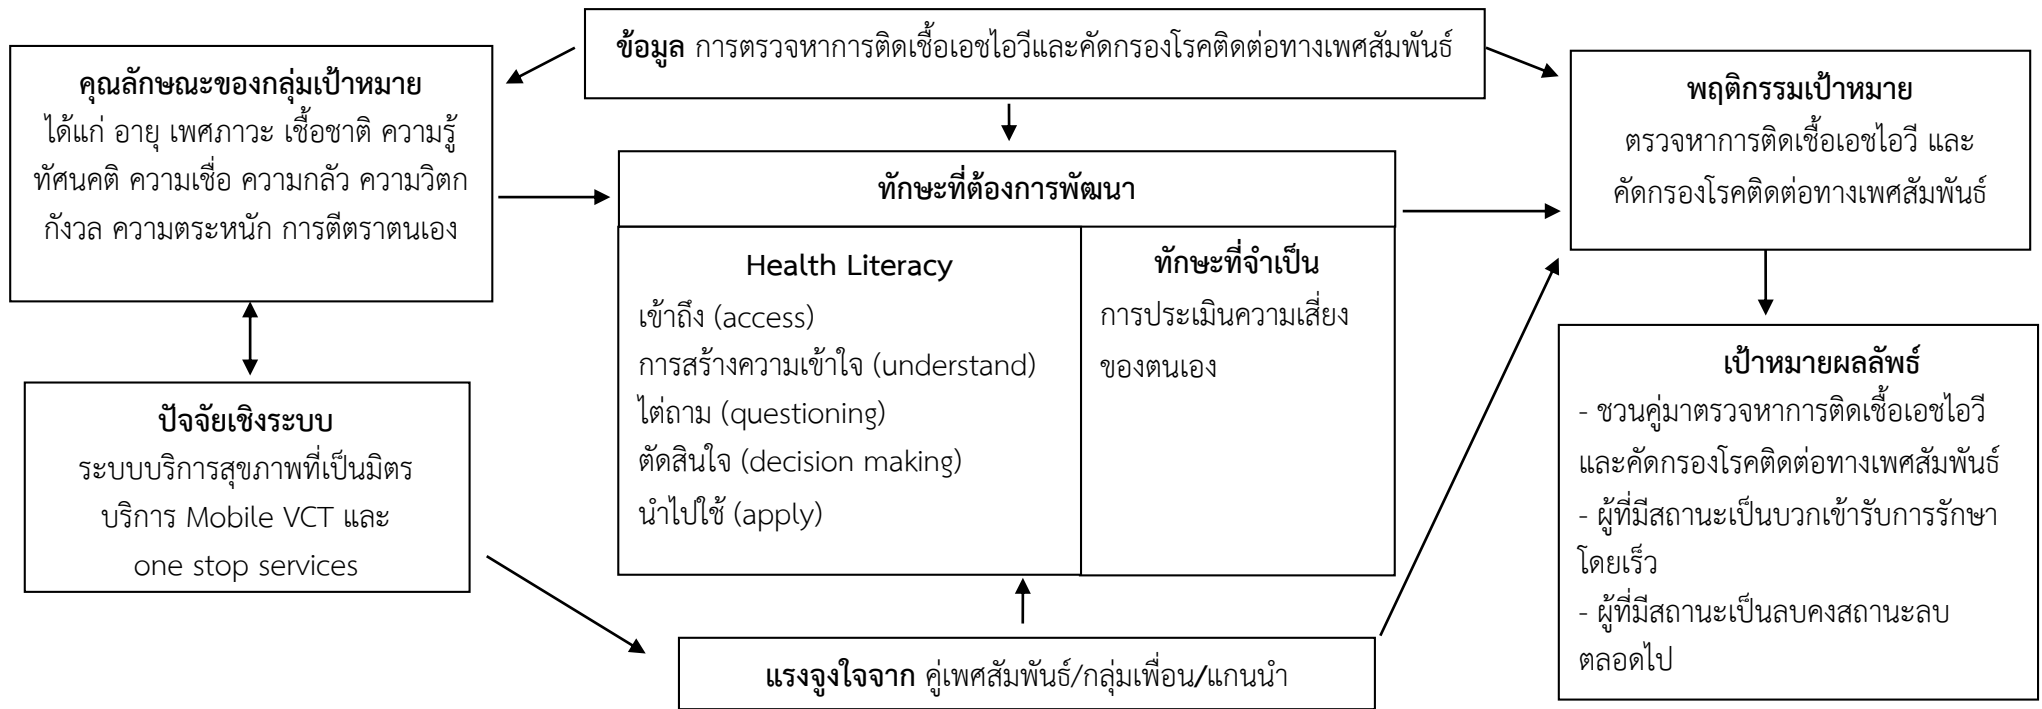 ข้อมูล การตรวจหาการติดเชื้อเอชไอวีและคัดกรองโรคติดต่อทางเพศสัมพันธ์
คุณลักษณะของกลุ่มเป้าหมาย
ได้แก่ อายุ เพศภาวะ เชื้อชาติ ความรู้
ทัศนคติ ความเชื่อ ความกลัว ความวิตก
กังวล ความตระหนัก การตีตราตนเอง
ปัจจัยเชิงระบบ
ระบบบริการสุขภาพที่เป็นมิตร
บริการ Mobile VCT และ
one stop services
ทักษะที่ต้องการพัฒนา
Health Literacy
เข้าถึง (access)
การสร้างความเข้าใจ (understand)
ไต่ถาม (questioning)
ตัดสินใจ (decision making)
นำไปใช้ (apply)
ทักษะที่จำเป็น
การประเมินความเสี่ยง
ของตนเอง
แรงจูงใจจาก คู่เพศสัมพันธ์/กลุ่มเพื่อน/แกนนำ
พฤติกรรมเป้าหมาย
ตรวจหาการติดเชื้อเอชไอวี และ
คัดกรองโรคติดต่อทางเพศสัมพันธ์
เป้าหมายผลลัพธ์
- ชวนคู่มาตรวจหาการติดเชื้อเอชไอวี
และคัดกรองโรคติดต่อทางเพศสัมพันธ์
- ผู้ที่มีสถานะเป็นบวกเข้ารับการรักษา
โดยเร็ว
- ผู้ที่มีสถานะเป็นลบคงสถานะลบ
ตลอดไป